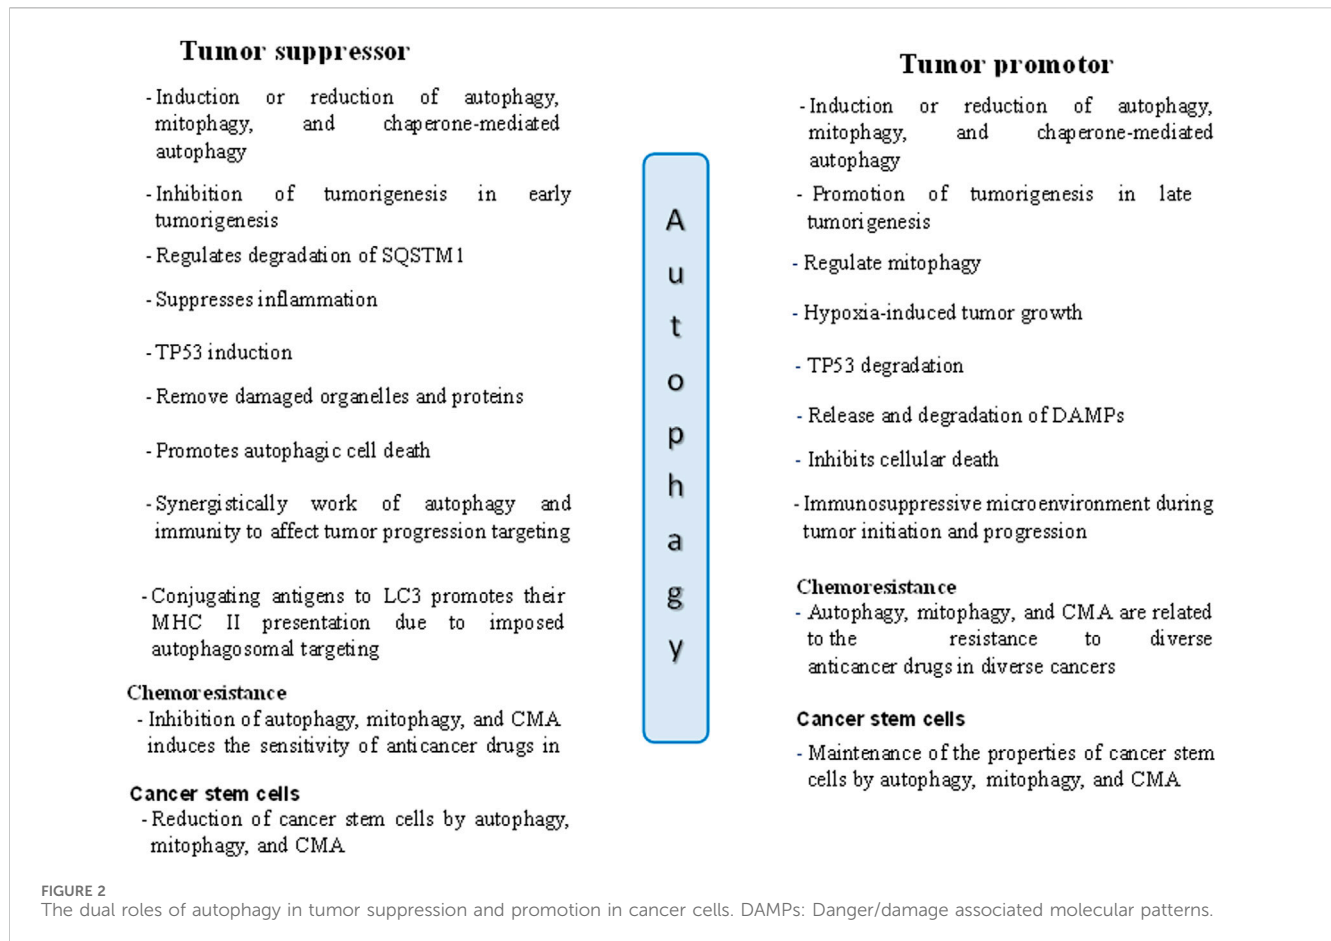 Tumor suppressor
- Induction or reduction of autophagy,
mitophagy, and chaperone-mediated
autophagy
- Inhibition of tumorigenesis in early
tumorigenesis
- Regulates degradation of SQSTM1
- Suppresses inflammation
- TP53 induction
- Remove damaged organelles and proteins
- Promotes autophagic cell death
- Synergistically work of autophagy and
immunity to affect tumor progression targeting
- Conjugating antigens to LC3 promotes their
MHC II presentation due to imposed
autophagosomal targeting
Chemoresistance
- Inhibition of autophagy, mitophagy, and CMA
induces the sensitivity of anticancer drugs in
Cancer stem cells
- Reduction of cancer stem cells by autophagy,
mitophagy, and CMA
A
u
t
o
p
h
a
g
y
Tumor promotor
- Induction or reduction of autophagy,
mitophagy, and chaperone-mediated
autophagy
- Promotion of tumorigenesis in late
tumorigenesis
- Regulate mitophagy
- Hypoxia-induced tumor growth
- TP53 degradation
- Release and degradation of DAMPs
- Inhibits cellular death
- Immunosuppressive microenvironment during
tumor initiation and progression
Chemoresistance
- Autophagy, mitophagy, and CMA are related
to the resistance to diverse
anticancer drugs in diverse cancers
Cancer stem cells
- Maintenance of the properties of cancer stem
cells by autophagy, mitophagy, and CMA
FIGURE 2
The dual roles of autophagy in tumor suppression and promotion in cancer cells. DAMPs: Danger/damage associated molecular patterns.